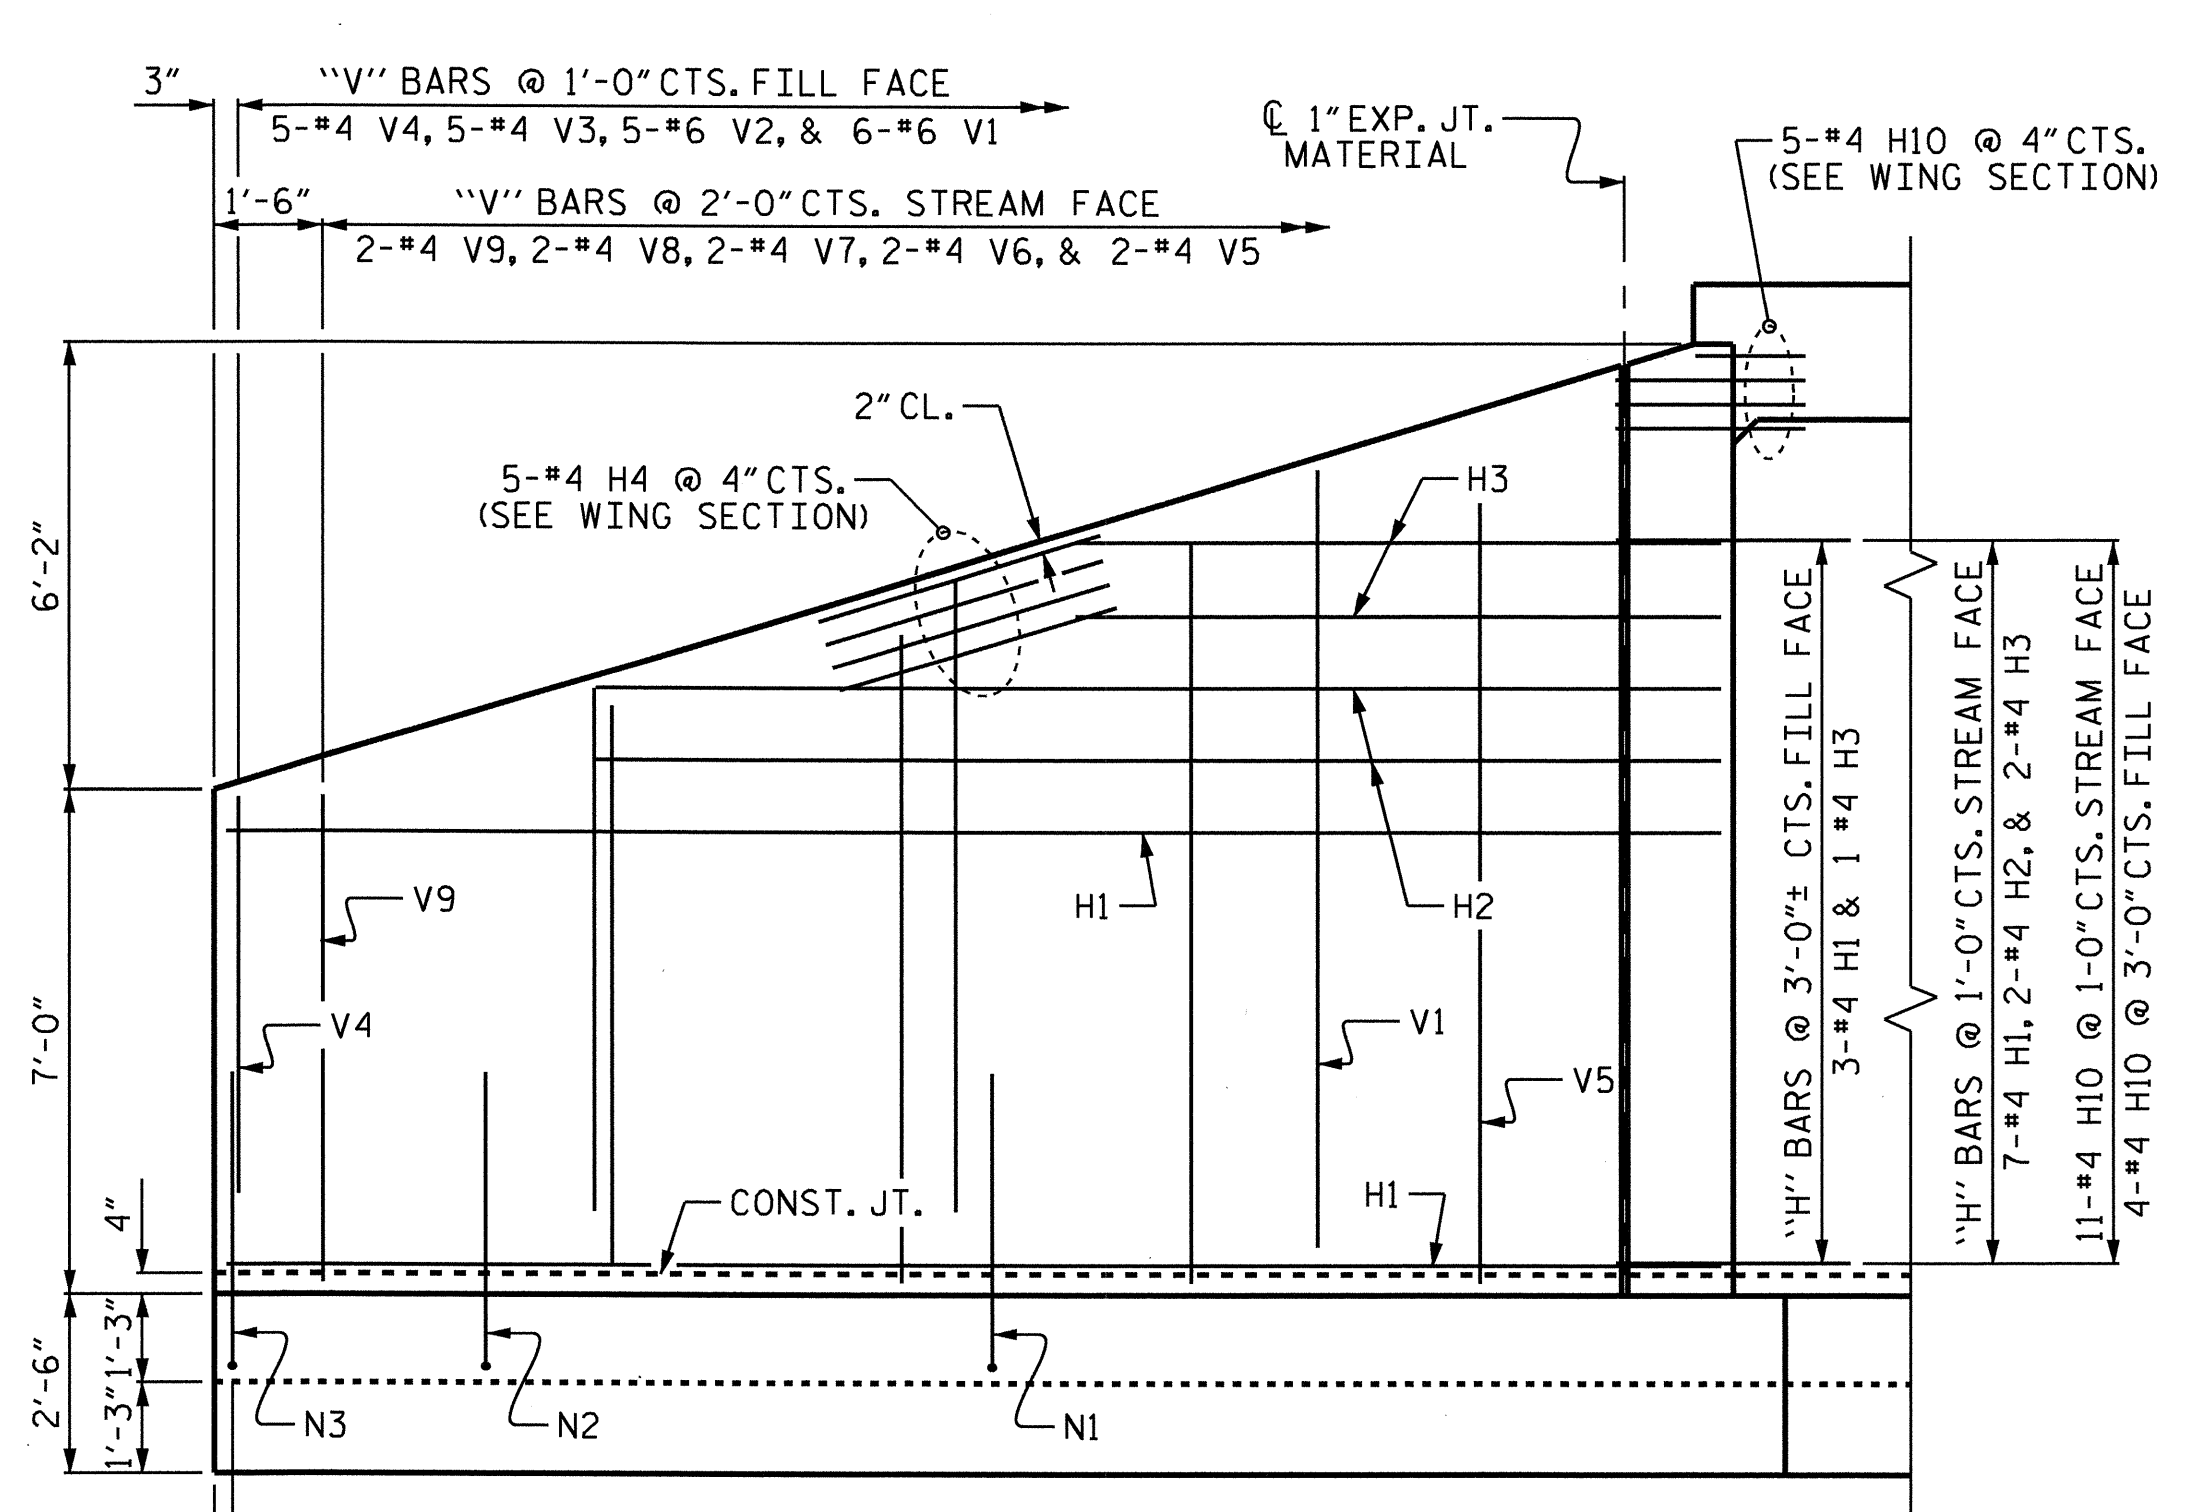 3" "V" BARS @ 1'-0" CTS. FILL FACE
5-#4 V4, 5-#4 V3, 5-#6 V2, & 6-#6 V1
1'-6" "V" BARS @ 2'-0" CTS. STREAM FACE
2-#4 V9, 2-#4 V8, 2-#4 V7, 2-#4 V6, & 2-#4 V5
℄ 1" EXP. JT.
MATERIAL
5-#4 H10 @ 4" CTS.
(SEE WING SECTION)
2" CL.
5-#4 H4 @ 4" CTS.
(SEE WING SECTION)
H3
6'-2"
H1
H2
V9
V4
V1
V5
7'-0"
4"
CONST. JT.
H1
2'-6"
1'-3"
1'-3"
N3
N2
N1
"H" BARS @ 3'-0"± CTS. FILL FACE
3-#4 H1 & 1 #4 H3
"H" BARS @ 1'-0" CTS. STREAM FACE
7-#4 H1, 2-#4 H2, & 2-#4 H3
11-#4 H10 @ 1-0" CTS. STREAM FACE
4-#4 H10 @ 3'-0" CTS. FILL FACE